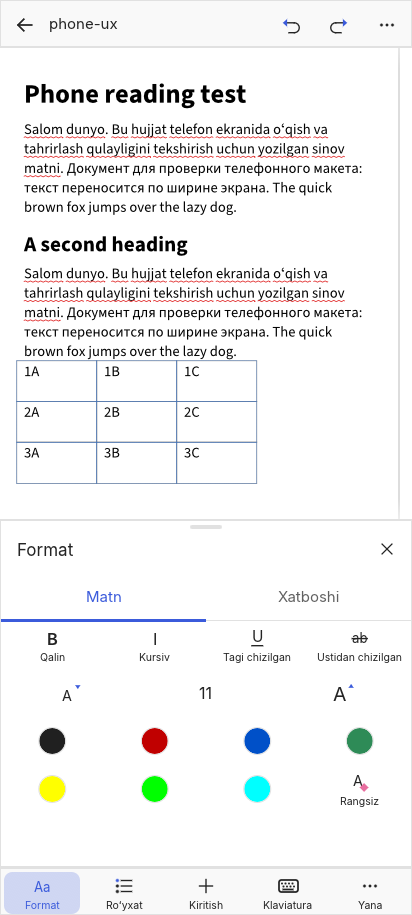 phone-ux
Phone reading test
Salom dunyo. Bu hujjat telefon ekranida oʻqish va
tahrirlash qulayligini tekshirish uchun yozilgan sinov
matni. Документ для проверки телефонного макета:
текст переносится по ширине экрана. The quick
brown fox jumps over the lazy dog.
A second heading
Salom dunyo. Bu hujjat telefon ekranida oʻqish va
tahrirlash qulayligini tekshirish uchun yozilgan sinov
matni. Документ для проверки телефонного макета:
текст переносится по ширине экрана. The quick
brown fox jumps over the lazy dog.
1A 1B 1C
2A 2B 2C
3A 3B 3C
Format
Matn Xatboshi
B I U ab
Qalin Kursiv Tagi chizilgan Ustidan chizilgan
A 11 A
A
Rangsiz
Aa
Format Roʻyxat Kiritish Klaviatura Yana